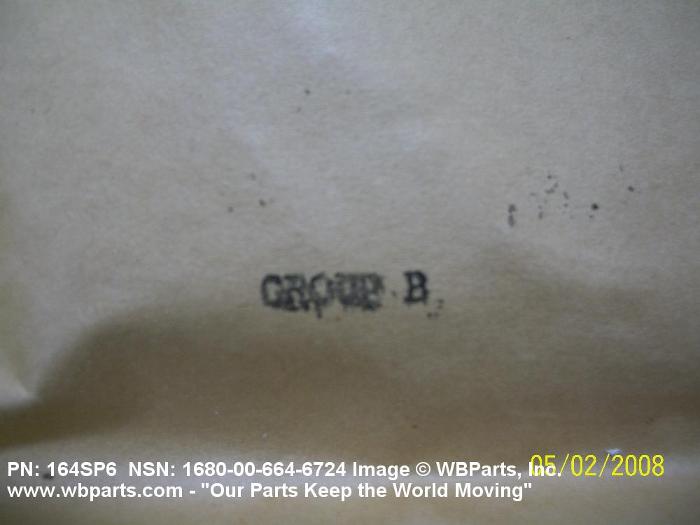 GROUP B
PN: 164SP6 NSN: 1680-00-664-6724 Image © WBParts, Inc.
05/02/2008
www.wbparts.com - "Our Parts Keep the World Moving"